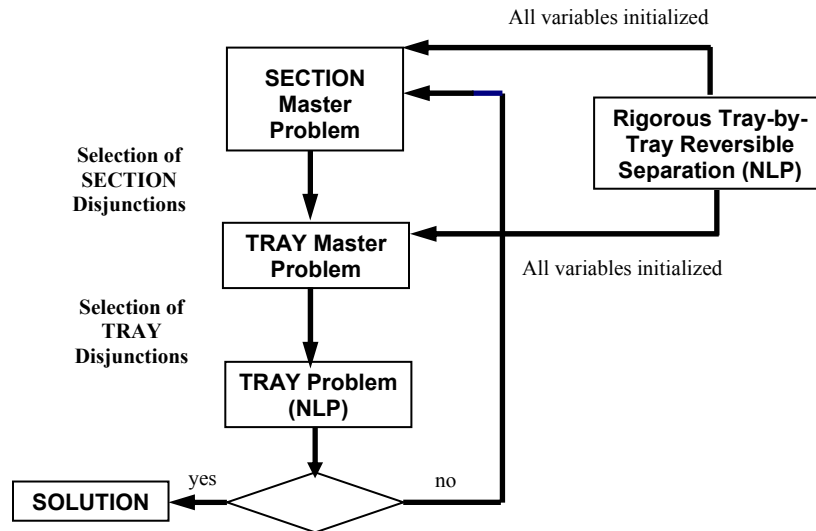 All variables initialized
SECTION
Master
Problem
Rigorous Tray-by-
Tray Reversible
Separation (NLP)
Selection of
SECTION
Disjunctions
TRAY Master
Problem
All variables initialized
Selection of
TRAY
Disjunctions
TRAY Problem
(NLP)
yes
no
SOLUTION